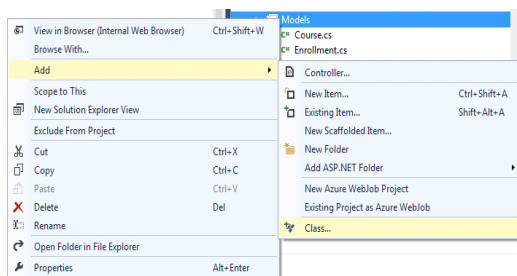 Models
Course.cs
Enrollment.cs
View in Browser (Internal Web Browser) Ctrl+Shift+W
Browse With...
Add
Scope to This
New Solution Explorer View
Exclude From Project
Cut Ctrl+X
Copy Ctrl+C
Paste Ctrl+V
Delete Del
Rename
Open Folder in File Explorer
Properties Alt+Enter
Controller...
New Item... Ctrl+Shift+A
Existing Item... Shift+Alt+A
New Scaffolded Item...
New Folder
Add ASP.NET Folder
New Azure WebJob Project
Existing Project as Azure WebJob
Class...